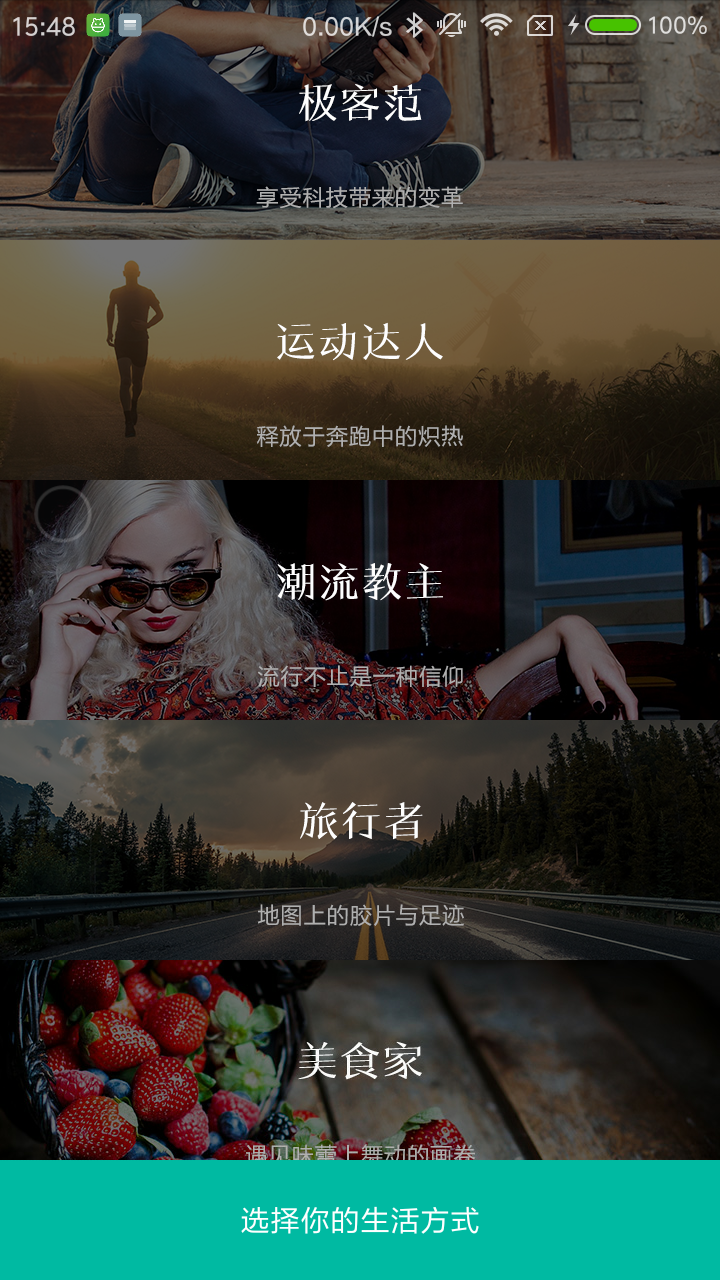 15:48 0.00K/s 100%
极客范
享受科技带来的变革
运动达人
释放于奔跑中的炽热
潮流教主
流行不止是一种信仰
旅行者
地图上的胶片与足迹
美食家
遇见味蕾上舞动的画卷
选择你的生活方式